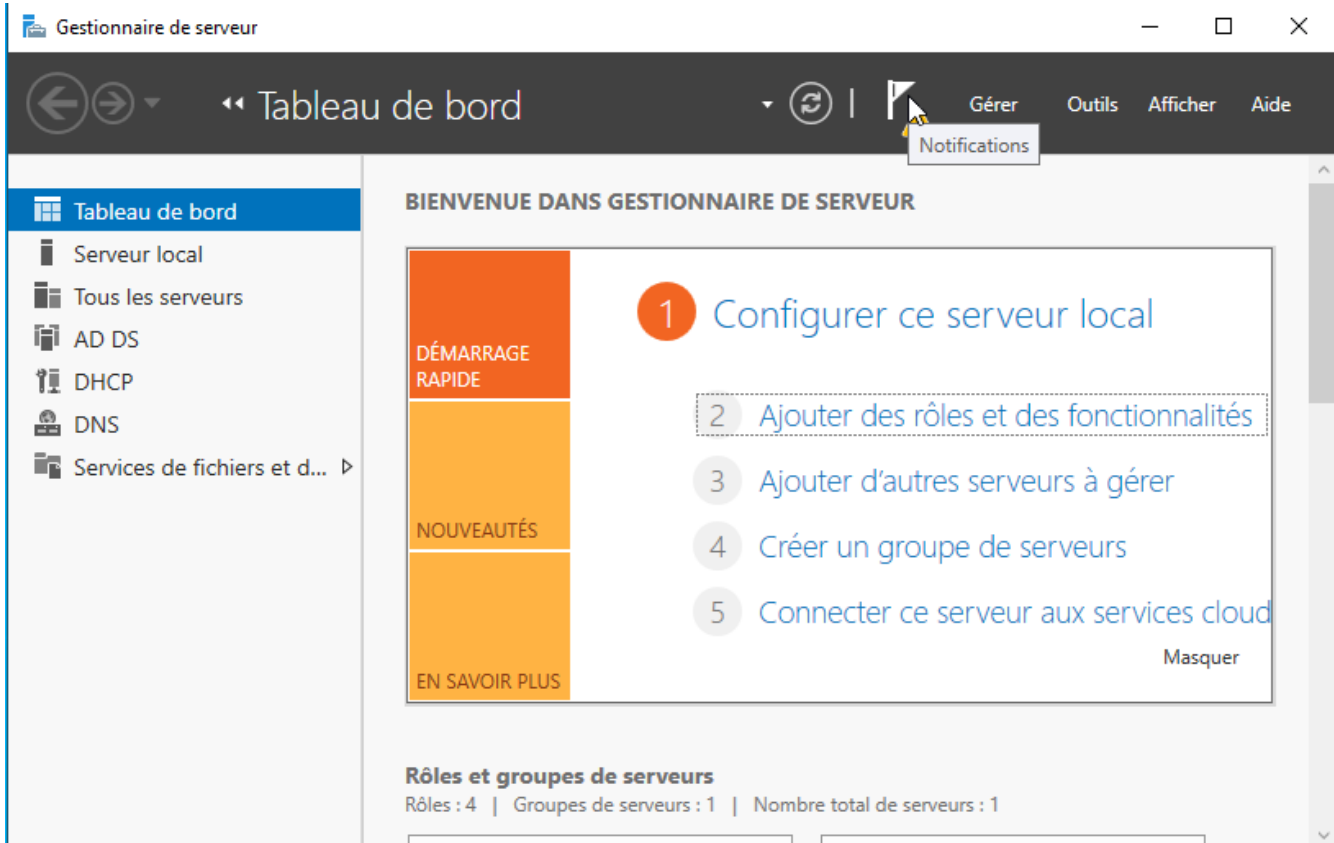 Gestionnaire de serveur
Tableau de bord
Gérer Outils Afficher Aide
Notifications
Tableau de bord
Serveur local
Tous les serveurs
AD DS
DHCP
DNS
Services de fichiers et d...
BIENVENUE DANS GESTIONNAIRE DE SERVEUR
DÉMARRAGE
RAPIDE
NOUVEAUTÉS
EN SAVOIR PLUS
1 Configurer ce serveur local
2 Ajouter des rôles et des fonctionnalités
3 Ajouter d’autres serveurs à gérer
4 Créer un groupe de serveurs
5 Connecter ce serveur aux services cloud
Masquer
Rôles et groupes de serveurs
Rôles : 4 | Groupes de serveurs : 1 | Nombre total de serveurs : 1